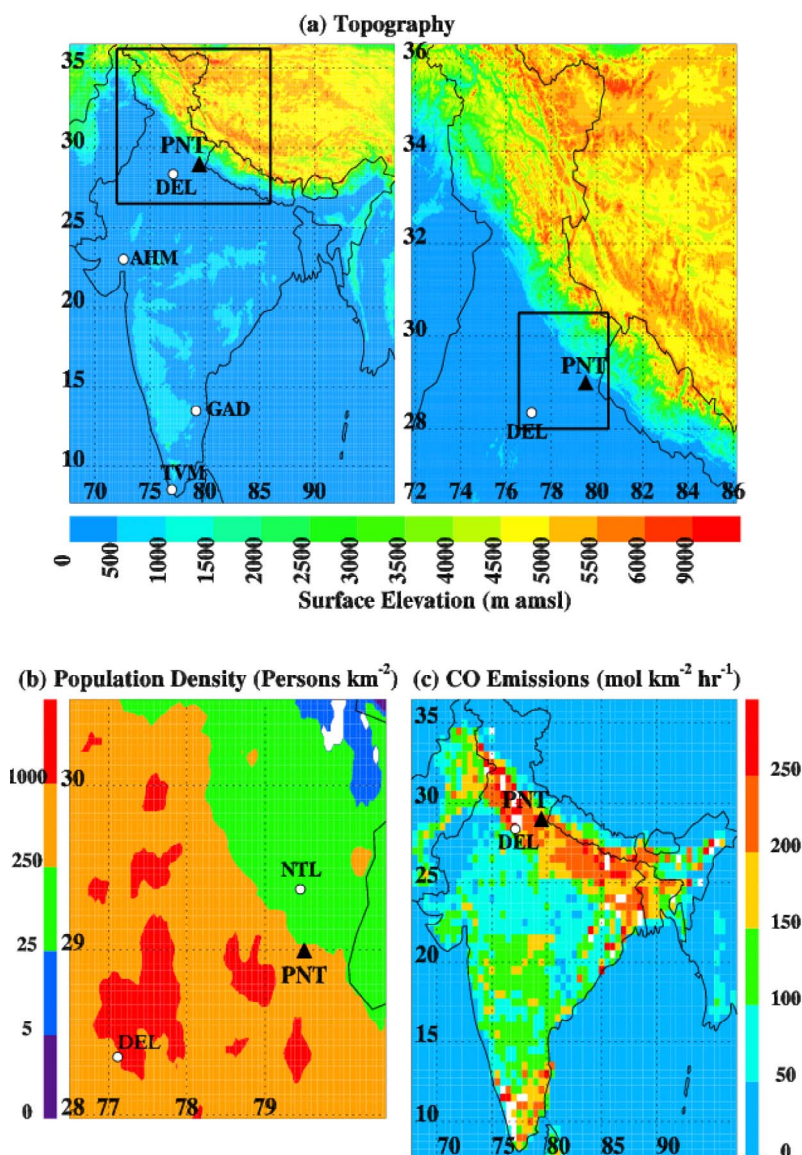 (a) Topography
35
30
25
20
15
10
70 75 80 85 90
PNT
DEL
AHM
GAD
TVM
36
34
32
30
28
72 74 76 78 80 82 84 86
PNT
DEL
0 500 1000 1500 2000 2500 3000 3500 4000 4500 5000 5500 6000 9000
Surface Elevation (m amsl)
(b) Population Density (Persons km-2)
1000
250
25
5
0
30
29
28
77 78 79
NTL
PNT
DEL
(c) CO Emissions (mol km-2 hr-1)
35
30
25
20
15
10
70 75 80 85 90
PNT
DEL
250
200
150
100
50
0